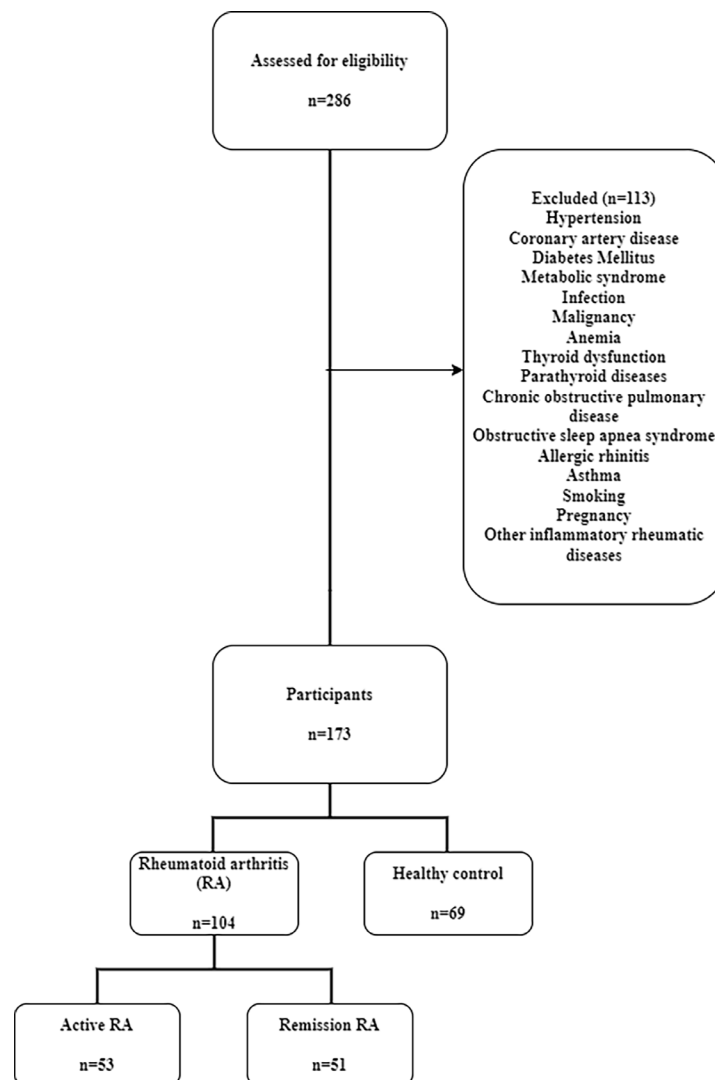 Assessed for eligibility
n=286
Excluded (n=113)
Hypertension
Coronary artery disease
Diabetes Mellitus
Metabolic syndrome
Infection
Malignancy
Anemia
Thyroid dysfunction
Parathyroid diseases
Chronic obstructive pulmonary
disease
Obstructive sleep apnea syndrome
Allergic rhinitis
Asthma
Smoking
Pregnancy
Other inflammatory rheumatic
diseases
Participants
n=173
Rheumatoid arthritis
(RA)
n=104
Healthy control
n=69
Active RA
n=53
Remission RA
n=51